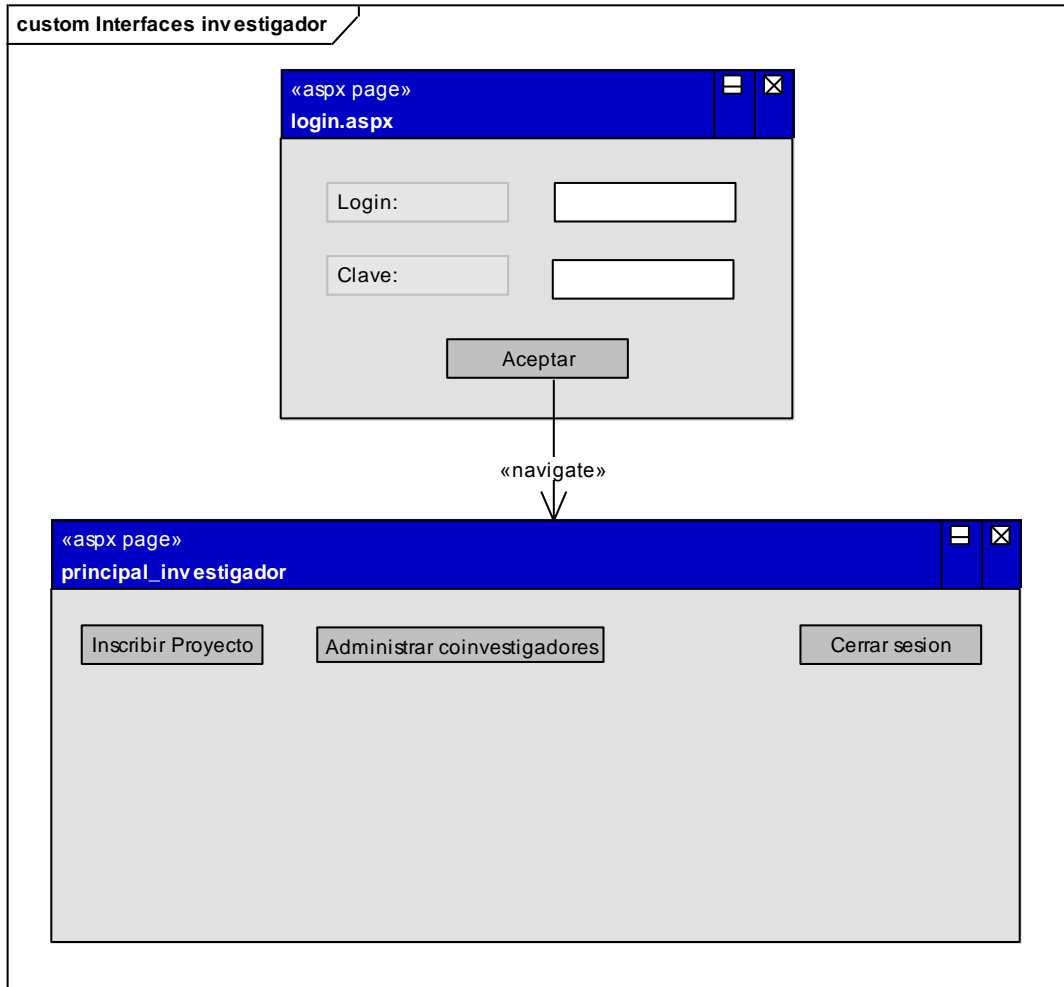 custom Interfaces investigador
«aspx page»
login.aspx
Login:
Clave:
Aceptar
«navigate»
«aspx page»
principal_investigador
Inscribir Proyecto
Administrar coinvestigadores
Cerrar sesion